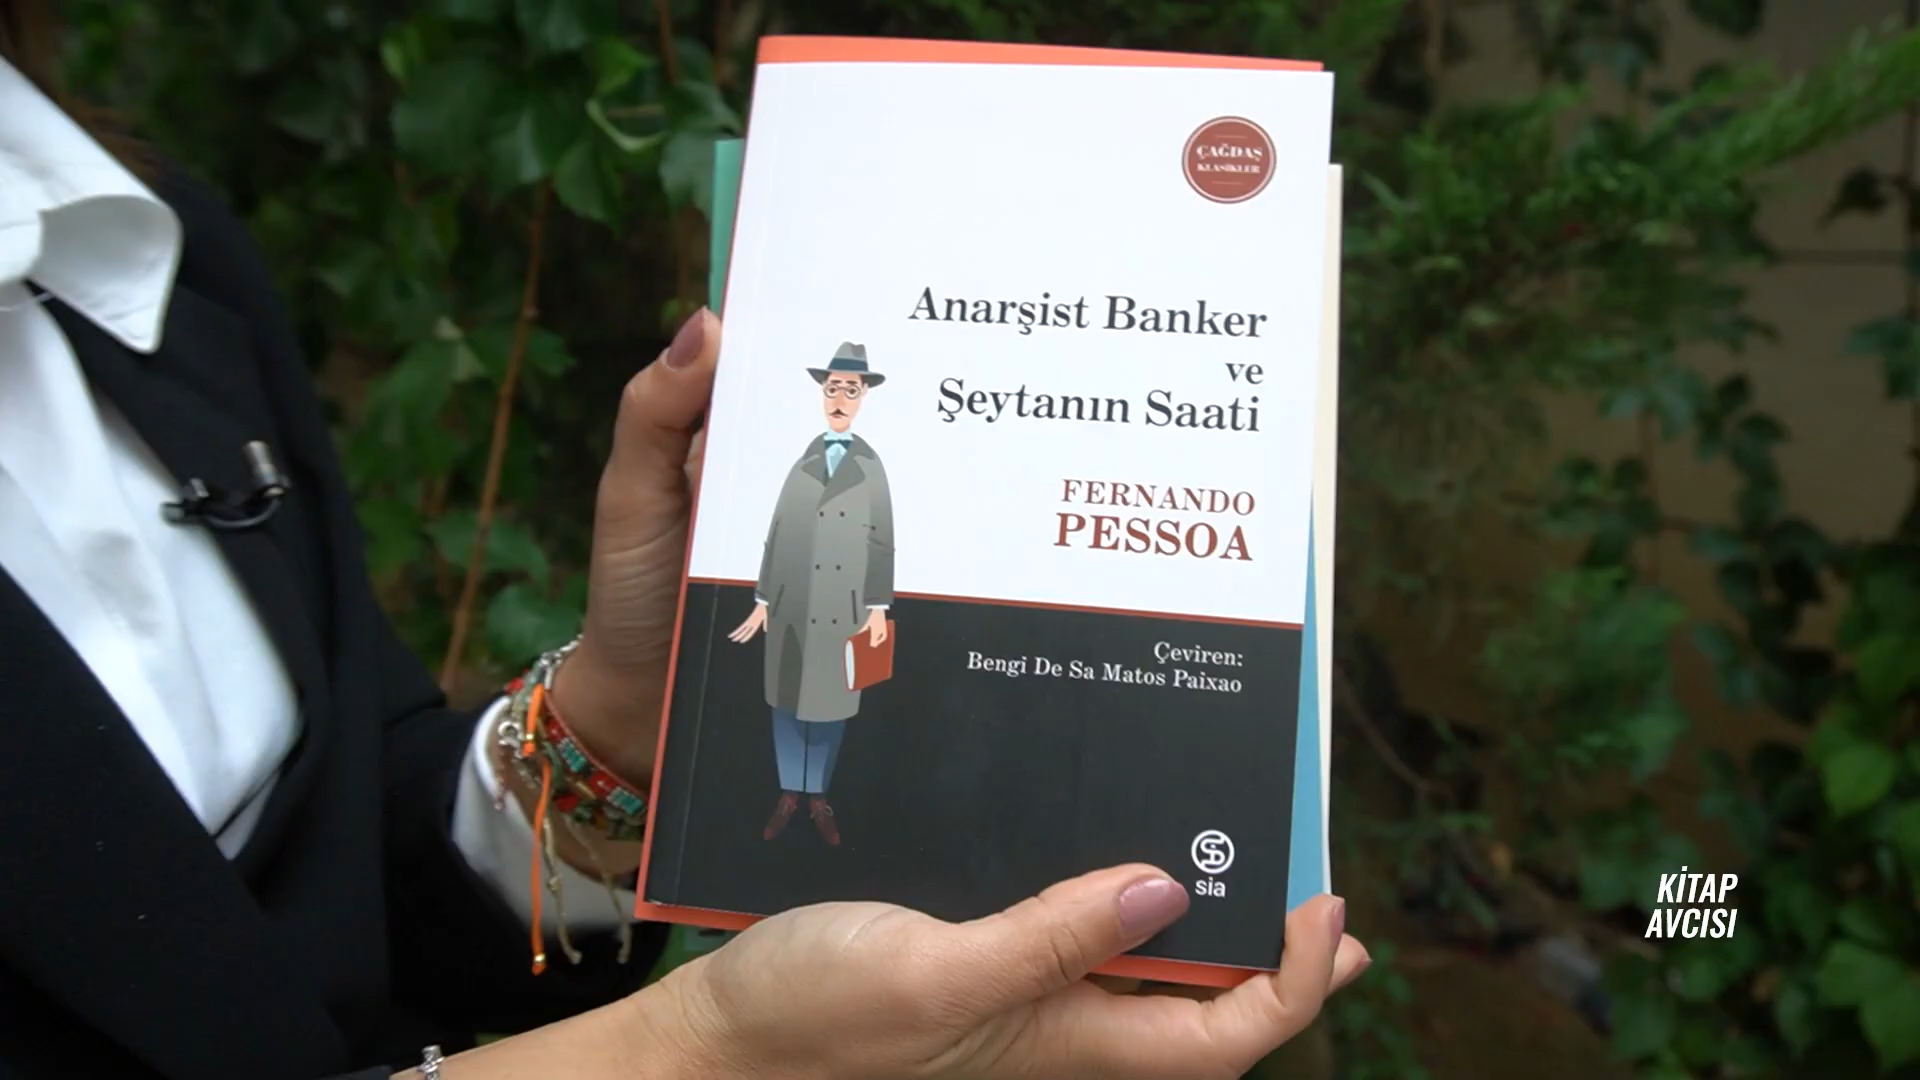 ÇAĞDAŞ
KLASİKLER
Anarşist Banker
ve
Şeytanın Saati
FERNANDO
PESSOA
Çeviren:
Bengi De Sa Matos Paixao
sia
KİTAP
AVCISI